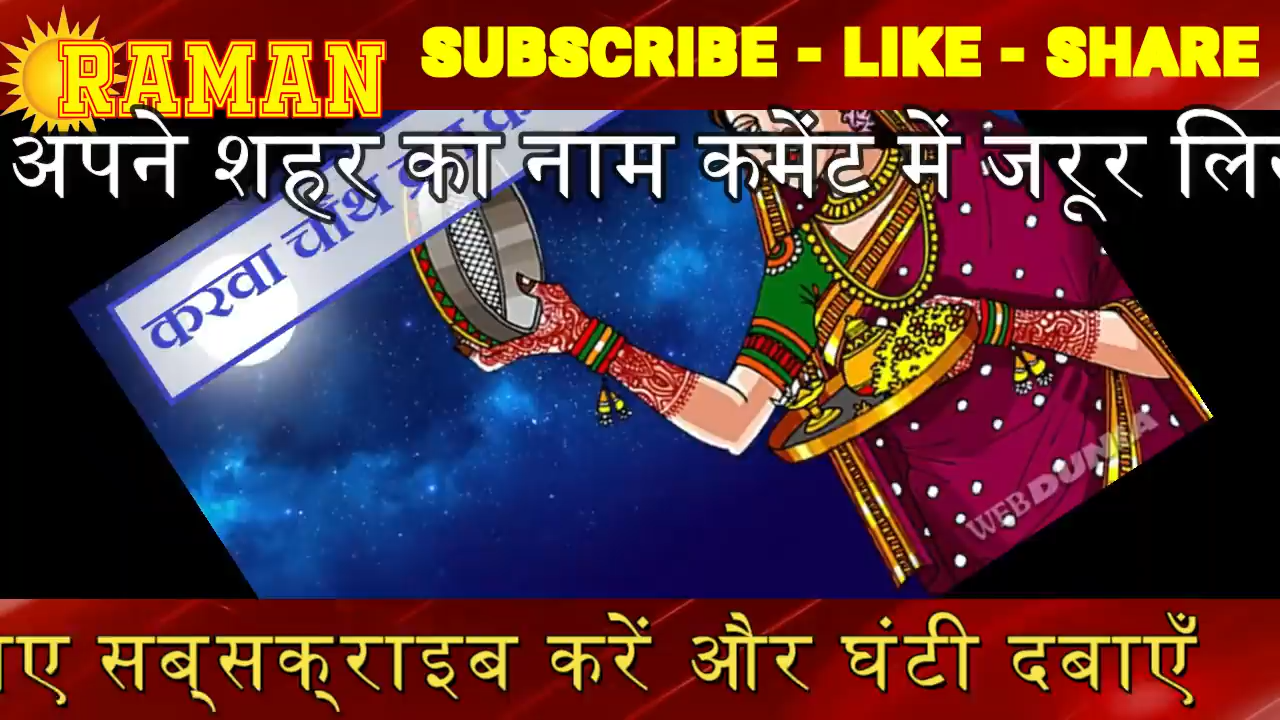 RAMAN
SUBSCRIBE - LIKE - SHARE
अपने शहर का नाम कमेंट में जरूर
करवा चौथ
WEBDUNIA
सब्सक्राइब करें और घंटी दबाएँ